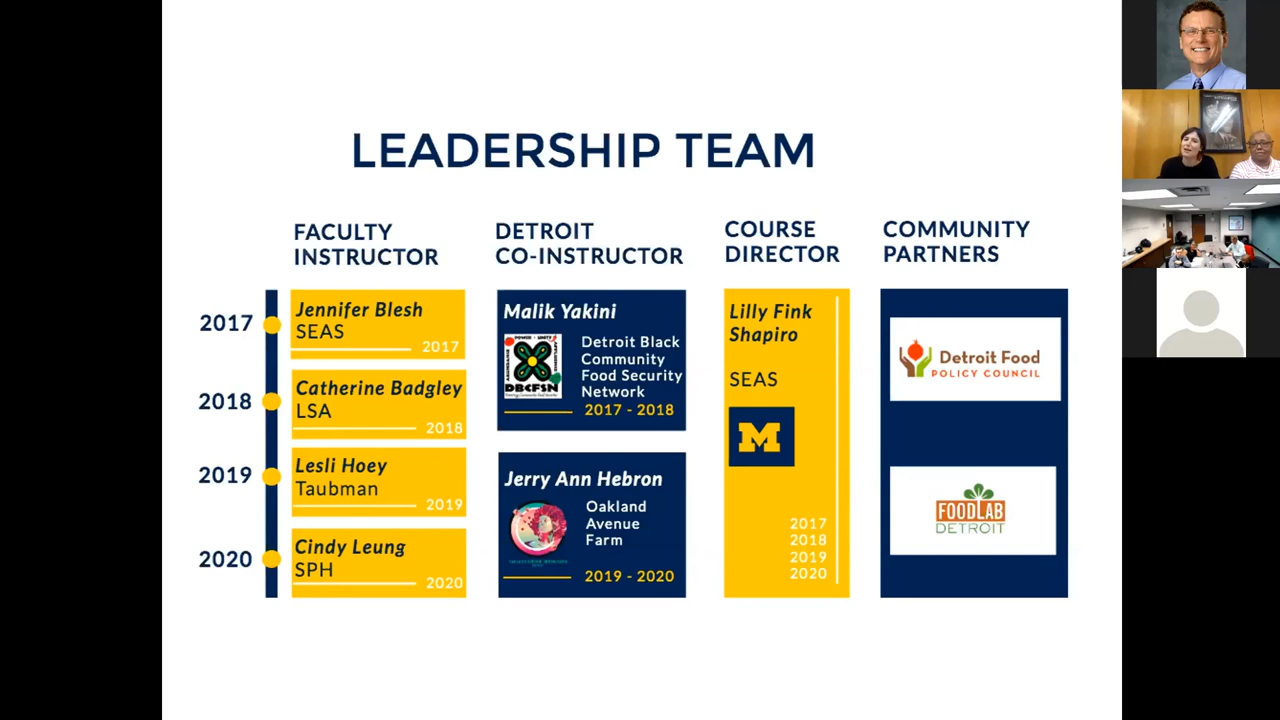 LEADERSHIP TEAM
FACULTY
INSTRUCTOR
DETROIT
CO-INSTRUCTOR
COURSE
DIRECTOR
COMMUNITY
PARTNERS
2017
2018
2019
2020
Jennifer Blesh
SEAS
2017
Catherine Badgley
LSA
2018
Lesli Hoey
Taubman
2019
Cindy Leung
SPH
2020
Malik Yakini
POWER · UNITY
DBCFSN
Detroit Black
Community
Food Security
Network
2017 - 2018
Jerry Ann Hebron
Oakland
Avenue
Farm
2019 - 2020
Lilly Fink
Shapiro
SEAS
M
2017
2018
2019
2020
Detroit Food
POLICY COUNCIL
FOODLAB
DETROIT